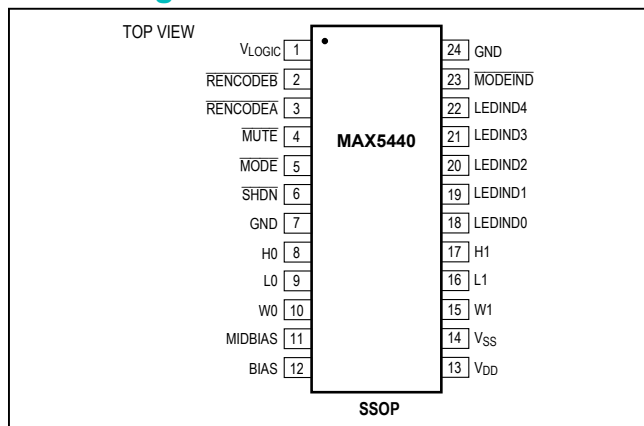 TOP VIEW
VLOGIC 1
RENCODEB 2
RENCODEA 3
MUTE 4
MODE 5
SHDN 6
GND 7
H0 8
L0 9
W0 10
MIDBIAS 11
BIAS 12
MAX5440
24 GND
23 MODEIND
22 LEDIND4
21 LEDIND3
20 LEDIND2
19 LEDIND1
18 LEDIND0
17 H1
16 L1
15 W1
14 VSS
13 VDD
SSOP